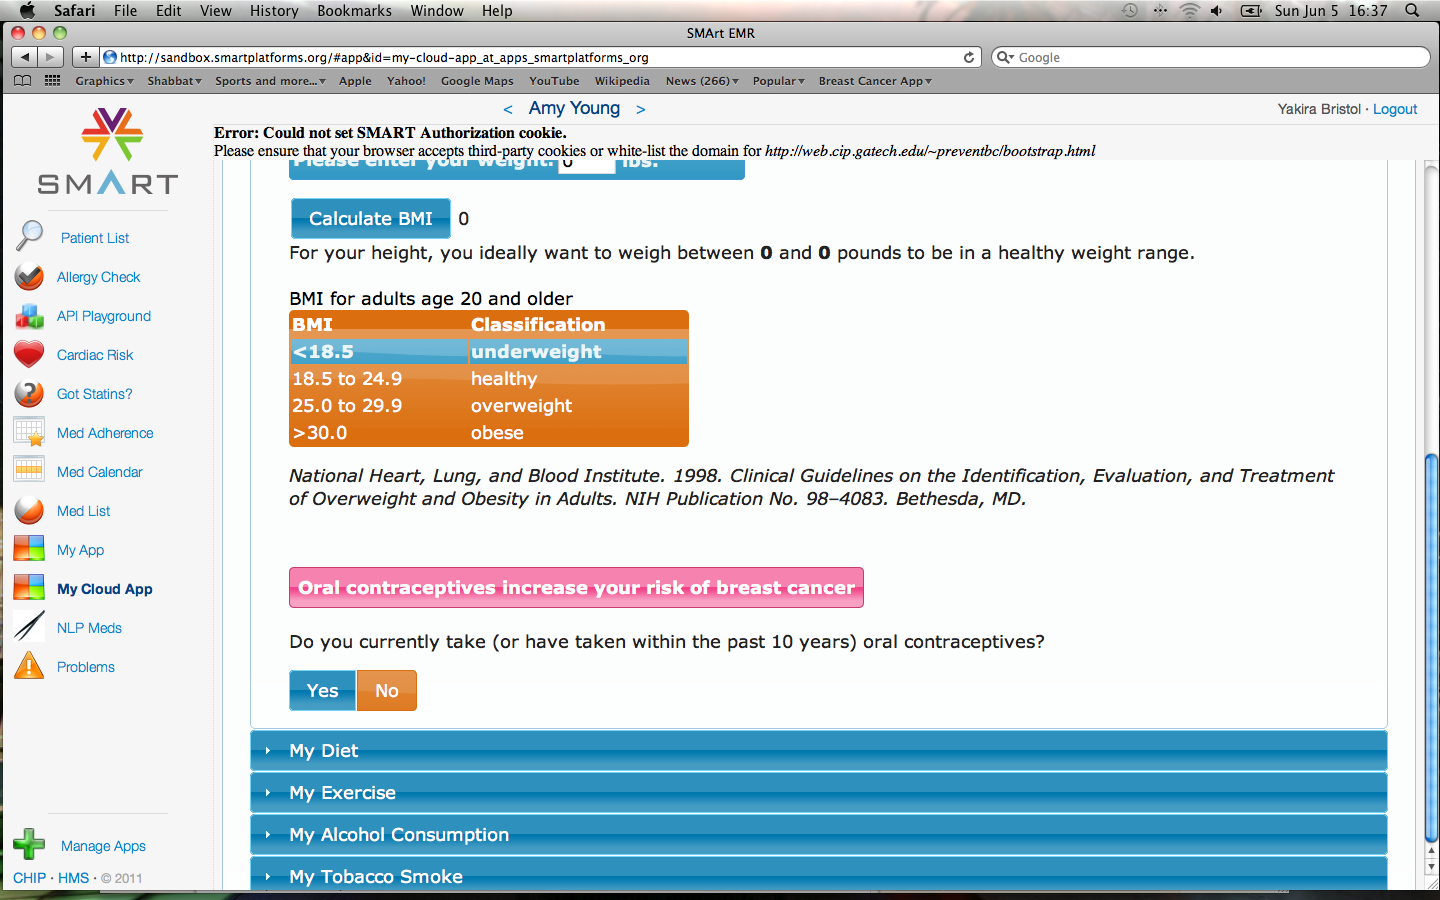 Safari File Edit View History Bookmarks Window Help Sun Jun 5 16:37
SMArt EMR
http://sandbox.smartplatforms.org/#app&id=my-cloud-app_at_apps_smartplatforms_org Google
Graphics Shabbat Sports and more... Apple Yahoo! Google Maps YouTube Wikipedia News (266) Popular Breast Cancer App
< Amy Young > Yakira Bristol · Logout
Error: Could not set SMART Authorization cookie.
Please ensure that your browser accepts third-party cookies or white-list the domain for http://web.cip.gatech.edu/~preventbc/bootstrap.html
SMART
Patient List
Allergy Check
API Playground
Cardiac Risk
Got Statins?
Med Adherence
Med Calendar
Med List
My App
My Cloud App
NLP Meds
Problems
Manage Apps
CHIP · HMS · © 2011
Please enter your weight: 0 lbs.
Calculate BMI 0
For your height, you ideally want to weigh between 0 and 0 pounds to be in a healthy weight range.
BMI for adults age 20 and older
BMI Classification
<18.5 underweight
18.5 to 24.9 healthy
25.0 to 29.9 overweight
>30.0 obese
National Heart, Lung, and Blood Institute. 1998. Clinical Guidelines on the Identification, Evaluation, and Treatment
of Overweight and Obesity in Adults. NIH Publication No. 98–4083. Bethesda, MD.
Oral contraceptives increase your risk of breast cancer
Do you currently take (or have taken within the past 10 years) oral contraceptives?
Yes No
My Diet
My Exercise
My Alcohol Consumption
My Tobacco Smoke